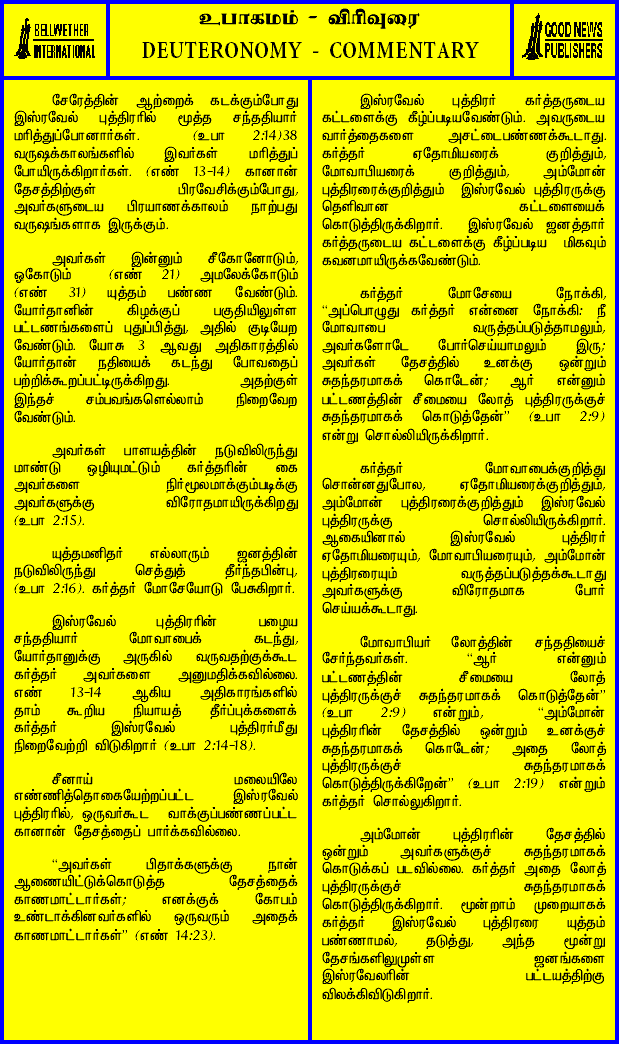 BELLWETHER
INTERNATIONAL
உபாகமம் - விரிவுரை
DEUTERONOMY - COMMENTARY
GOOD NEWS
PUBLISHERS
சேரேத்தின் ஆற்றைக் கடக்கும்போது
இஸ்ரவேல் புத்திரரில் மூத்த சந்ததியார்
மரித்துப்போனார்கள். (உபா 2:14)38
வருஷக்காலங்களில் இவர்கள் மரித்துப்
போயிருக்கிறார்கள். (எண் 13-14) கானான்
தேசத்திற்குள் பிரவேசிக்கும்போது,
அவர்களுடைய பிரயாணக்காலம் நாற்பது
வருஷங்களாக இருக்கும்.
அவர்கள் இன்னும் சீகோனோடும்,
ஓகோடும் (எண் 21) அமலேக்கோடும்
(எண் 31) யுத்தம் பண்ண வேண்டும்.
யோர்தானின் கிழக்குப் பகுதியிலுள்ள
பட்டணங்களைப் புதுப்பித்து, அதில் குடியேற
வேண்டும். யோசு 3 ஆவது அதிகாரத்தில்
யோர்தான் நதியைக் கடந்து போவதைப்
பற்றிக்கூறப்பட்டிருக்கிறது. அதற்குள்
இந்தச் சம்பவங்களெல்லாம் நிறைவேற
வேண்டும்.
அவர்கள் பாளயத்தின் நடுவிலிருந்து
மாண்டு ஒழியுமட்டும் கர்த்தரின் கை
அவர்களை நிர்மூலமாக்கும்படிக்கு
அவர்களுக்கு விரோதமாயிருக்கிறது
(உபா 2:15).
யுத்தமனிதர் எல்லாரும் ஜனத்தின்
நடுவிலிருந்து செத்துத் தீர்ந்தபின்பு,
(உபா 2:16). கர்த்தர் மோசேயோடு பேசுகிறார்.
இஸ்ரவேல் புத்திரரின் பழைய
சந்ததியார் மோவாபைக் கடந்து,
யோர்தானுக்கு அருகில் வருவதற்குக்கூட
கர்த்தர் அவர்களை அனுமதிக்கவில்லை.
எண் 13-14 ஆகிய அதிகாரங்களில்
தாம் கூறிய நியாயத் தீர்ப்புக்களைக்
கர்த்தர் இஸ்ரவேல் புத்திரர்மீது
நிறைவேற்றி விடுகிறார் (உபா 2:14-18).
சீனாய் மலையிலே
எண்ணித்தொகையேற்றப்பட்ட இஸ்ரவேல்
புத்திரரில், ஒருவர்கூட வாக்குப்பண்ணப்பட்ட
கானான் தேசத்தைப் பார்க்கவில்லை.
“அவர்கள் பிதாக்களுக்கு நான்
ஆணையிட்டுக்கொடுத்த தேசத்தைக்
காணமாட்டார்கள்; எனக்குக் கோபம்
உண்டாக்கினவர்களில் ஒருவரும் அதைக்
காணமாட்டார்கள்” (எண் 14:23).
இஸ்ரவேல் புத்திரர் கர்த்தருடைய
கட்டளைக்கு கீழ்ப்படியவேண்டும். அவருடைய
வார்த்தைகளை அசட்டைபண்ணக்கூடாது.
கர்த்தர் ஏதோமியரைக் குறித்தும்,
மோவாபியரைக் குறித்தும், அம்மோன்
புத்திரரைக்குறித்தும் இஸ்ரவேல் புத்திரருக்கு
தெளிவான கட்டளையைக்
கொடுத்திருக்கிறார். இஸ்ரவேல் ஜனத்தார்
கர்த்தருடைய கட்டளைக்கு கீழ்ப்படிய மிகவும்
கவனமாயிருக்கவேண்டும்.
கர்த்தர் மோசேயை நோக்கி,
“அப்பொழுது கர்த்தர் என்னை நோக்கி: நீ
மோவாபை வருத்தப்படுத்தாமலும்,
அவர்களோடே போர்செய்யாமலும் இரு;
அவர்கள் தேசத்தில் உனக்கு ஒன்றும்
சுதந்தரமாகக் கொடேன்; ஆர் என்னும்
பட்டணத்தின் சீமையை லோத் புத்திரருக்குச்
சுதந்தரமாகக் கொடுத்தேன்” (உபா 2:9)
என்று சொல்லியிருக்கிறார்.
கர்த்தர் மோவாபைக்குறித்து
சொன்னதுபோல, ஏதோமியரைக்குறித்தும்,
அம்மோன் புத்திரரைக்குறித்தும் இஸ்ரவேல்
புத்திரருக்கு சொல்லியிருக்கிறார்.
ஆகையினால் இஸ்ரவேல் புத்திரர்
ஏதோமியரையும், மோவாபியரையும், அம்மோன்
புத்திரரையும் வருத்தப்படுத்தக்கூடாது
அவர்களுக்கு விரோதமாக போர்
செய்யக்கூடாது.
மோவாபியர் லோத்தின் சந்ததியைச்
சேர்ந்தவர்கள். “ஆர் என்னும்
பட்டணத்தின் சீமையை லோத்
புத்திரருக்குச் சுதந்தரமாகக் கொடுத்தேன்”
(உபா 2:9) என்றும், “அம்மோன்
புத்திரரின் தேசத்தில் ஒன்றும் உனக்குச்
சுதந்தரமாகக் கொடேன்; அதை லோத்
புத்திரருக்குச் சுதந்தரமாகக்
கொடுத்திருக்கிறேன்” (உபா 2:19) என்றும்
கர்த்தர் சொல்லுகிறார்.
அம்மோன் புத்திரரின் தேசத்தில்
ஒன்றும் அவர்களுக்குச் சுதந்தரமாகக்
கொடுக்கப் படவில்லை. கர்த்தர் அதை லோத்
புத்திரருக்குச் சுதந்தரமாகக்
கொடுத்திருக்கிறார். மூன்றாம் முறையாகக்
கர்த்தர் இஸ்ரவேல் புத்திரரை யுத்தம்
பண்ணாமல், தடுத்து, அந்த மூன்று
தேசங்களிலுமுள்ள ஜனங்களை
இஸ்ரவேலரின் பட்டயத்திற்கு
விலக்கிவிடுகிறார்.